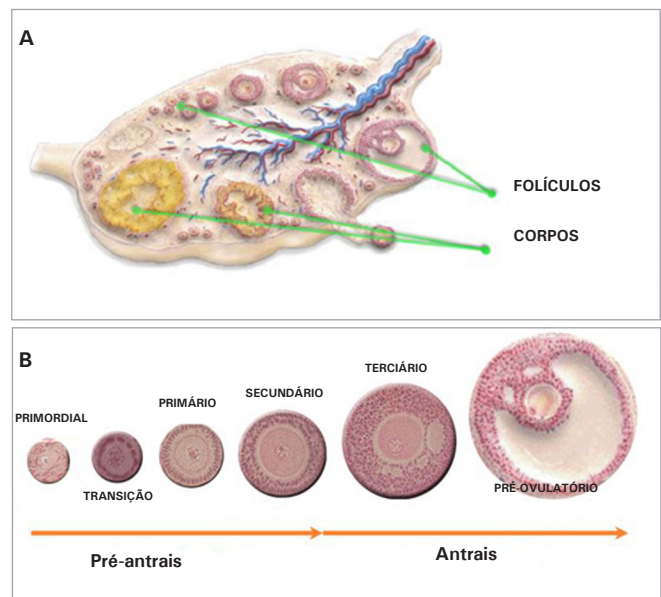 A
FOLÍCULOS
CORPOS
B
PRIMORDIAL
TRANSIÇÃO
PRIMÁRIO
SECUNDÁRIO
TERCIÁRIO
PRÉ-OVULATÓRIO
Pré-antrais
Antrais